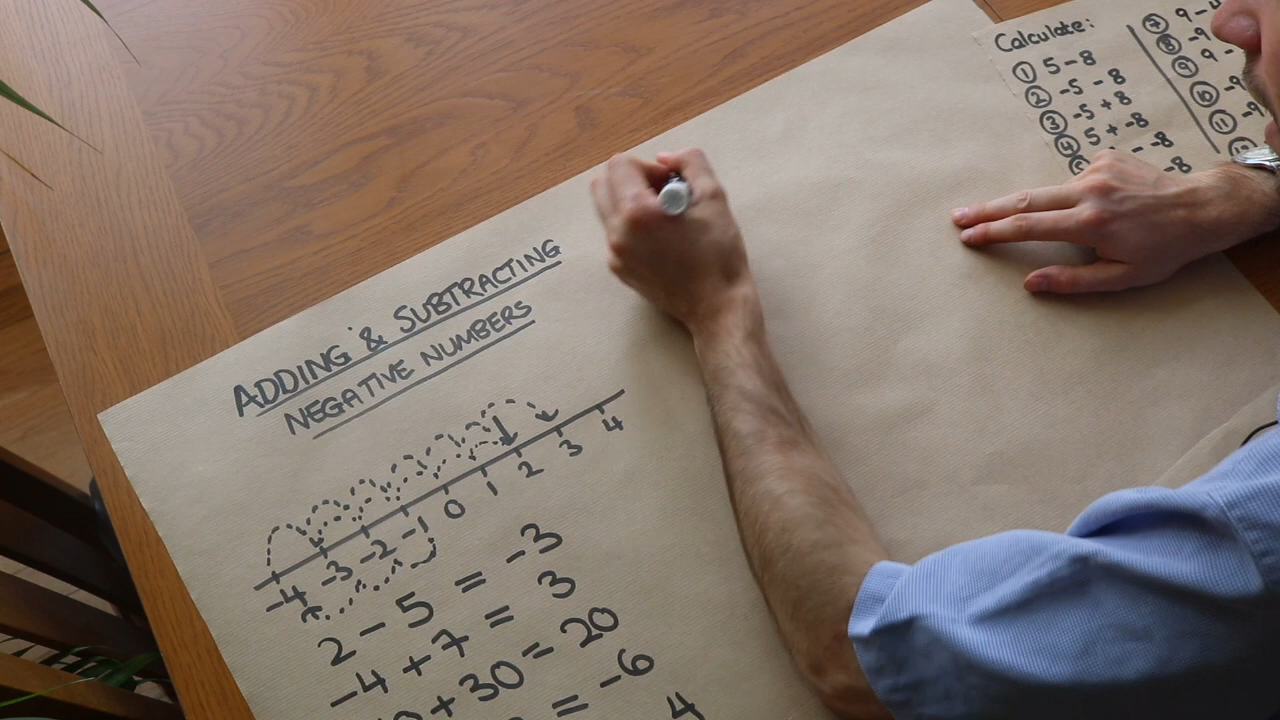 ADDING & SUBTRACTING
NEGATIVE NUMBERS
-4 -3 -2 -1 0 1 2 3 4
2 - 5 = -3
-4 + 7 = 3
+ 30 = 20
= -6
4
Calculate:
① 5 - 8
② -5 - 8
③ -5 + 8
④ 5 + -8
- -8
-8
⑦ 9 - 4
⑧ -9
⑨ 9 -
⑩ -9
⑪